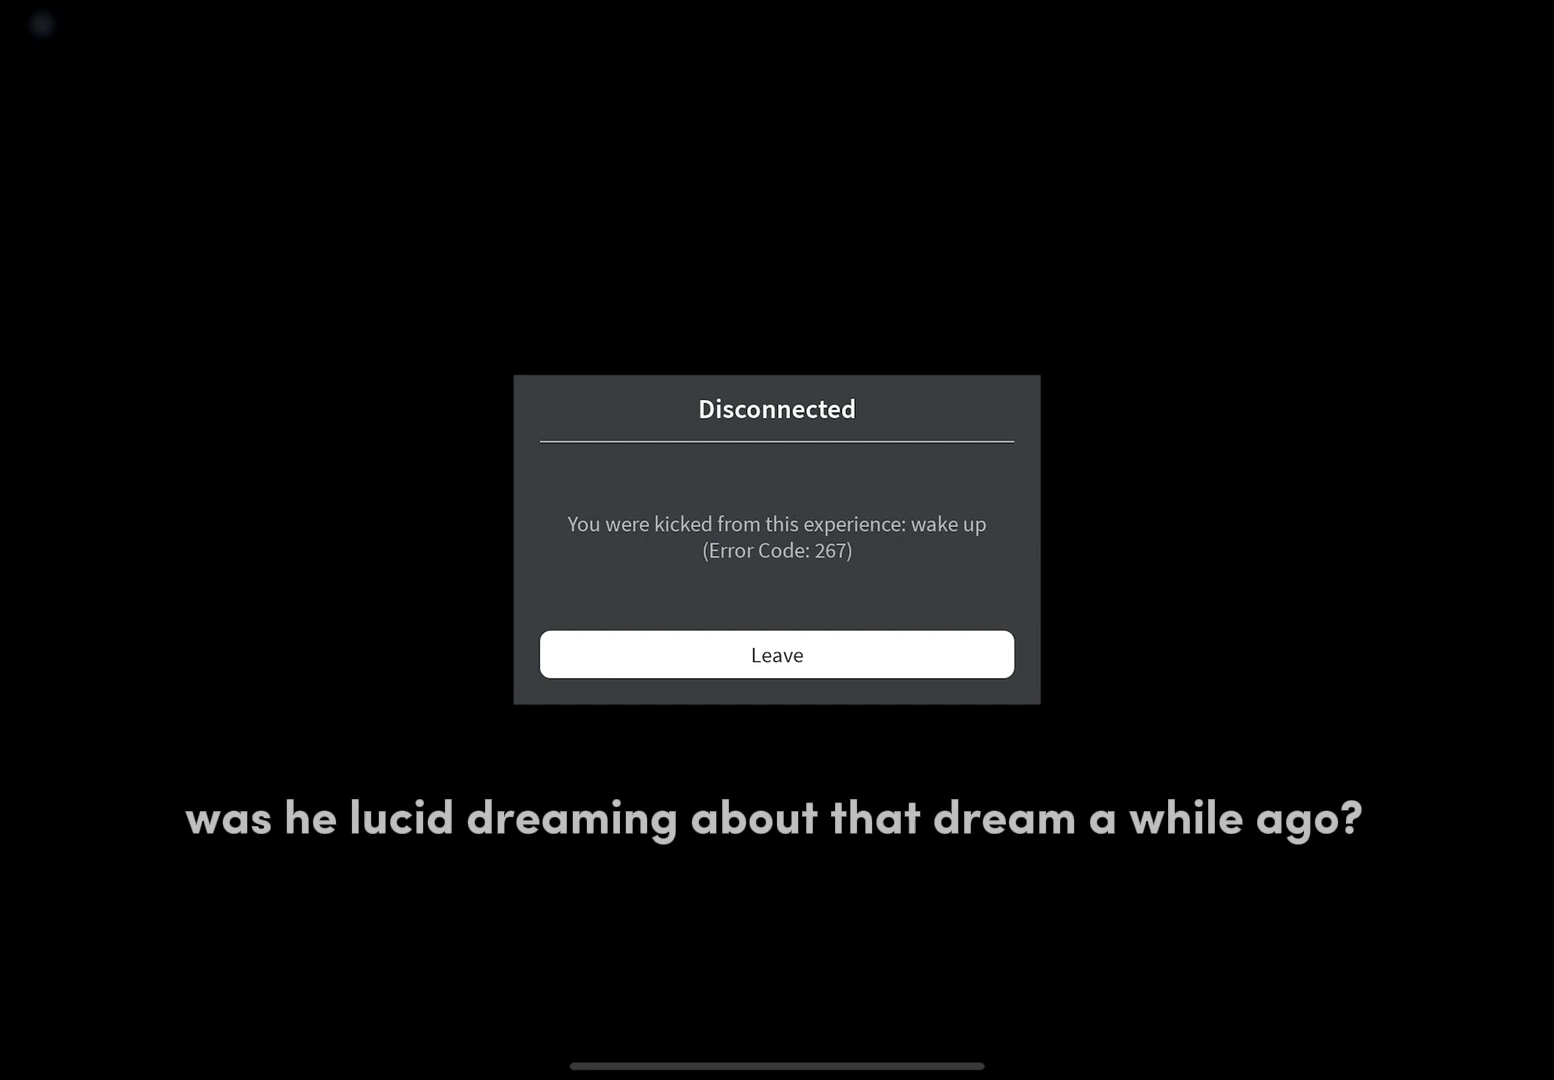 Disconnected
You were kicked from this experience: wake up
(Error Code: 267)
Leave
was he lucid dreaming about that dream a while ago?